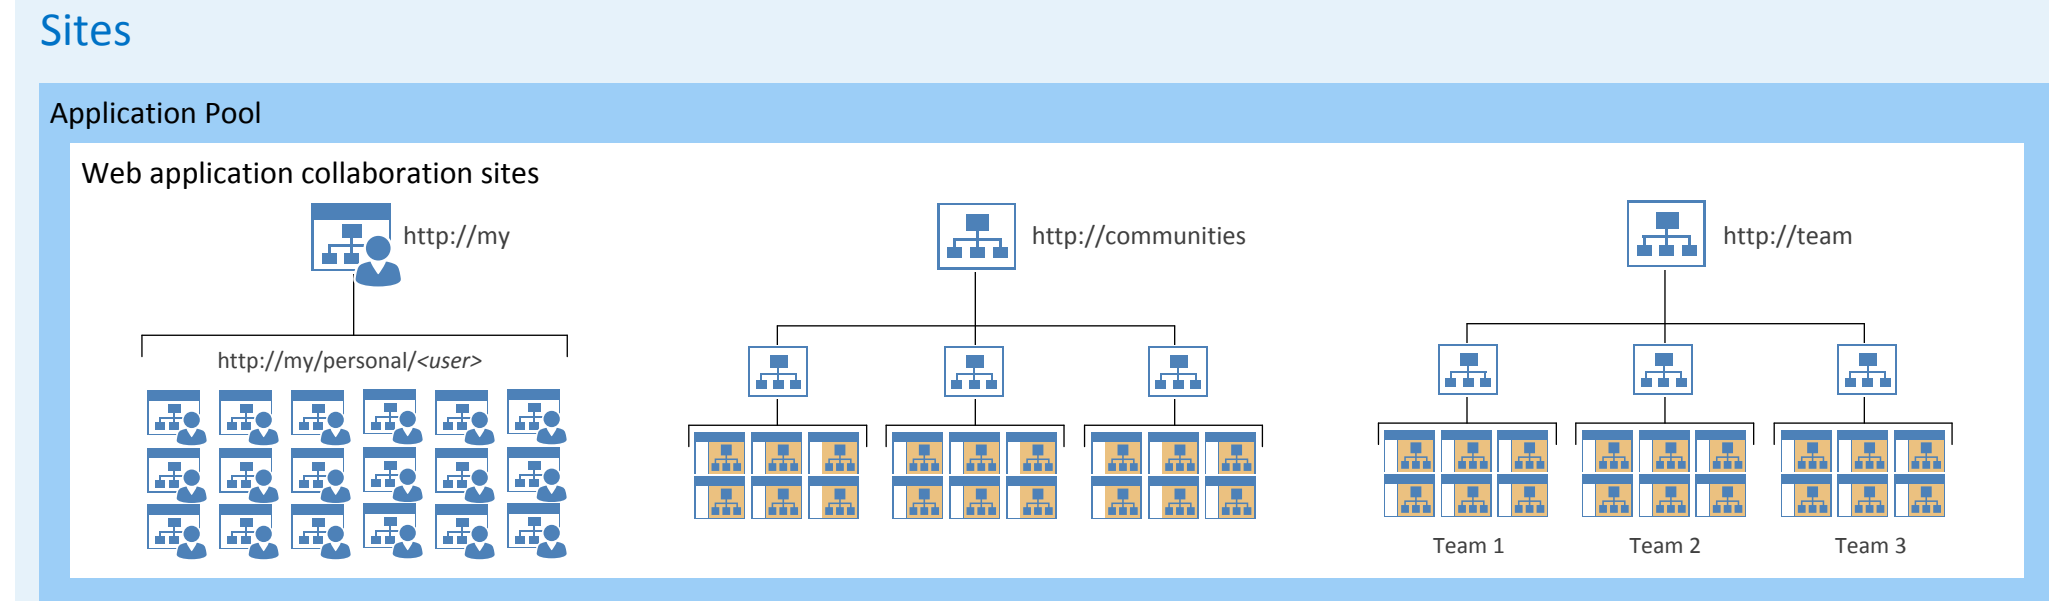 Sites
Application Pool
Web application collaboration sites
http://my
http://communities
http://team
http://my/personal/<user>
Team 1
Team 2
Team 3